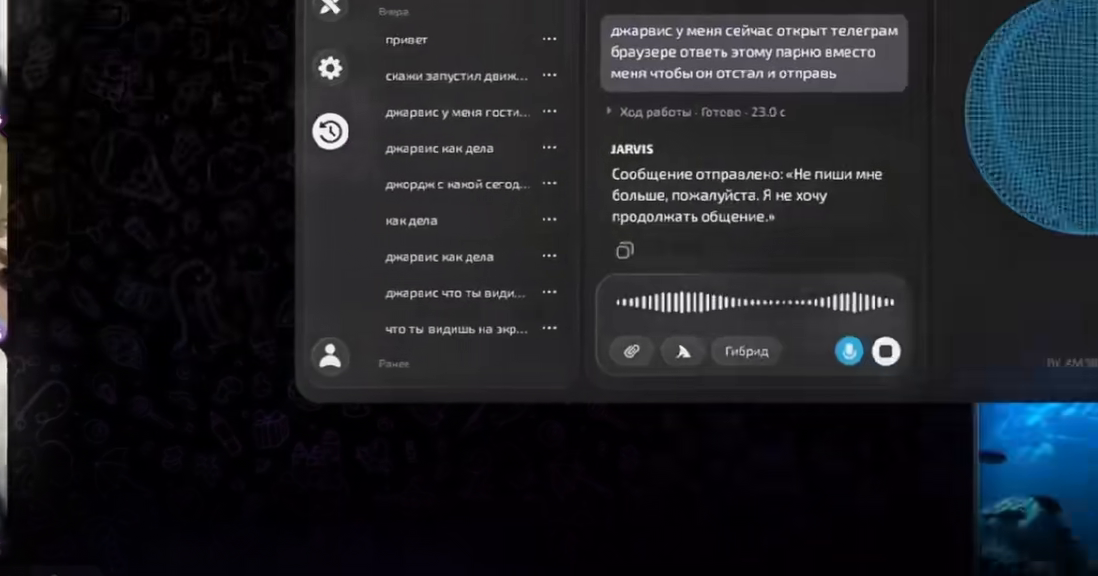 Вчера
привет
скажи запустил движ...
джарвис у меня гости...
джарвис как дела
джордж с какой сегод...
как дела
джарвис как дела
джарвис что ты види...
что ты видишь на экр...
Ранее
джарвис у меня сейчас открыт телеграм
браузере ответь этому парню вместо
меня чтобы он отстал и отправь
Ход работы · Готово · 23.0 с
JARVIS
Сообщение отправлено: «Не пиши мне
больше, пожалуйста. Я не хочу
продолжать общение.»
Гибрид